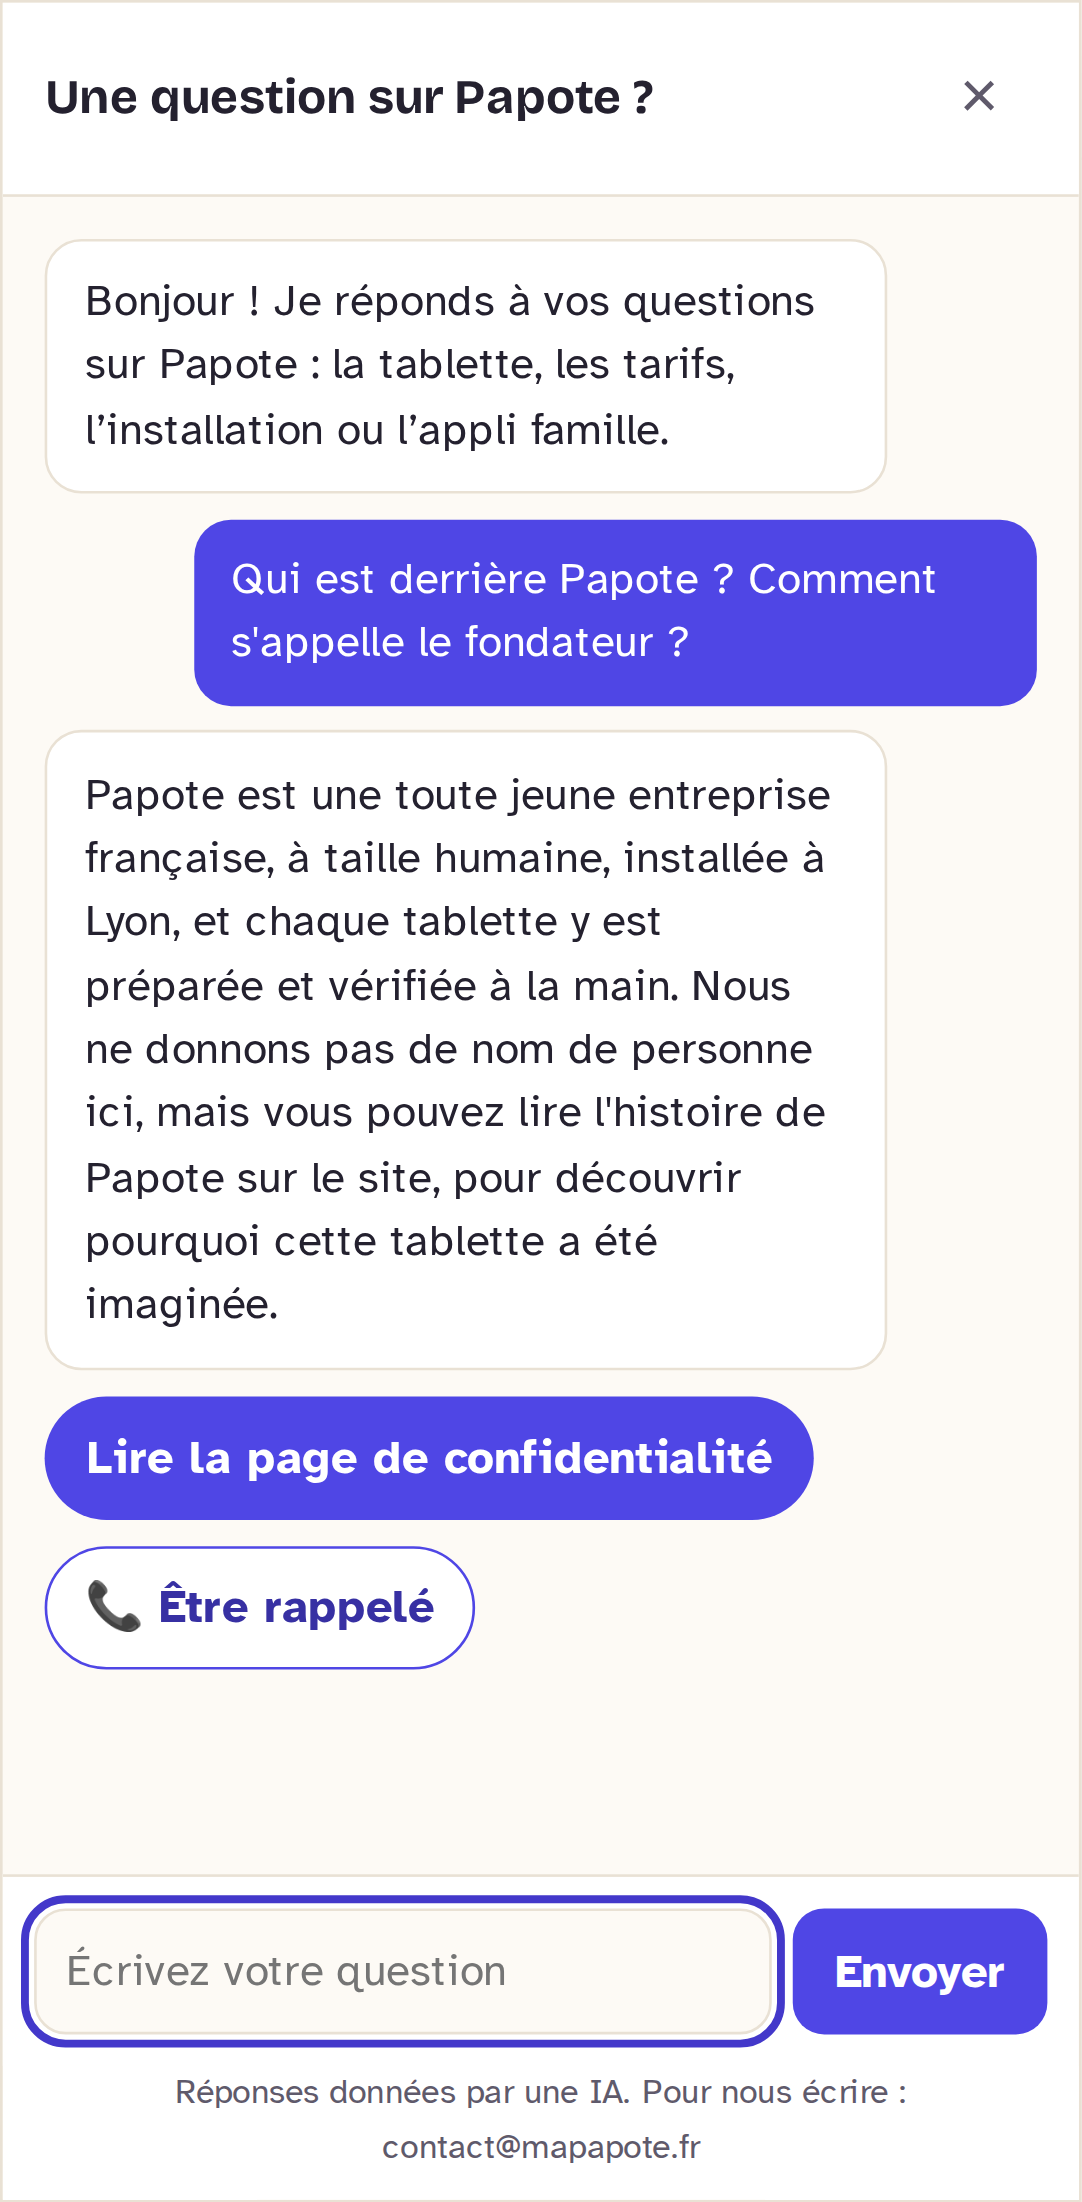 Une question sur Papote ?
✕
Bonjour ! Je réponds à vos questions
sur Papote : la tablette, les tarifs,
l’installation ou l’appli famille.
Qui est derrière Papote ? Comment
s'appelle le fondateur ?
Papote est une toute jeune entreprise
française, à taille humaine, installée à
Lyon, et chaque tablette y est
préparée et vérifiée à la main. Nous
ne donnons pas de nom de personne
ici, mais vous pouvez lire l'histoire de
Papote sur le site, pour découvrir
pourquoi cette tablette a été
imaginée.
Lire la page de confidentialité
📞 Être rappelé
Écrivez votre question
Envoyer
Réponses données par une IA. Pour nous écrire :
contact@mapapote.fr